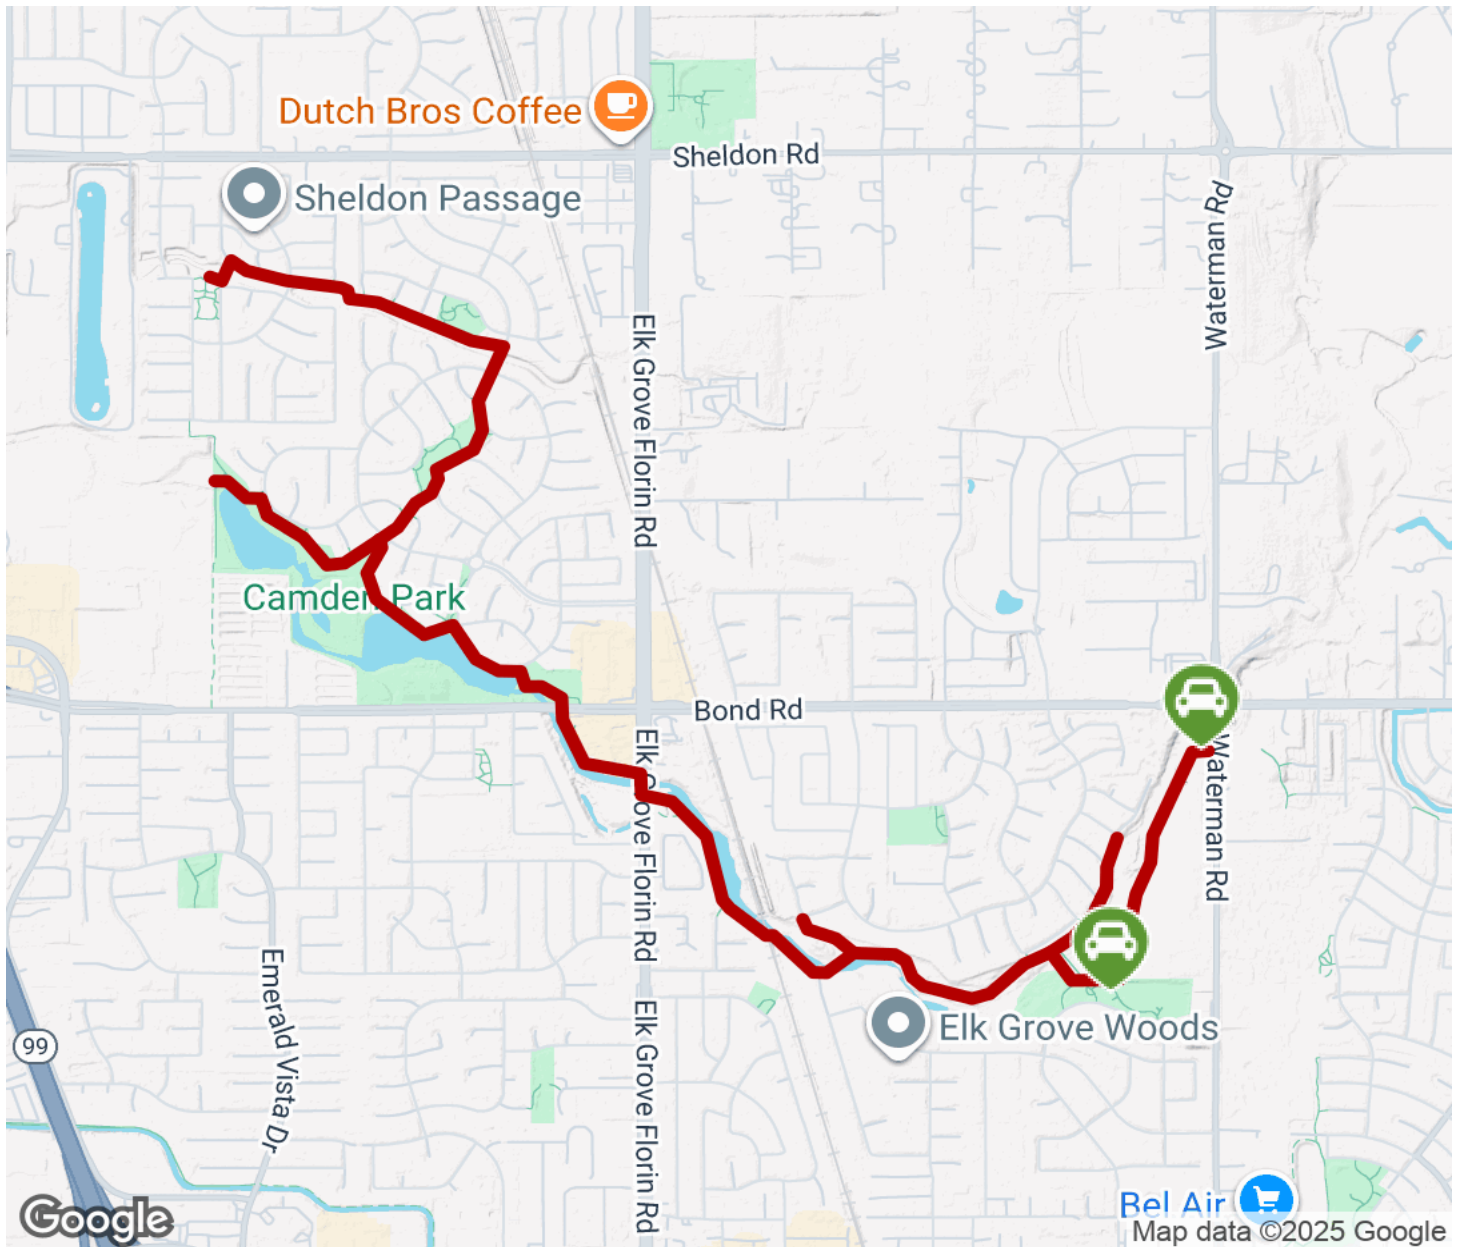 Dutch Bros Coffee
Sheldon Rd
Sheldon Passage
Waterman Rd
Elk Grove Florin Rd
Camden Park
Bond Rd
Elk Grove Florin Rd
Waterman Rd
Emerald Vista Dr
Elk Grove Florin Rd
Elk Grove Woods
99
Bel Air
Google
Map data ©2025 Google